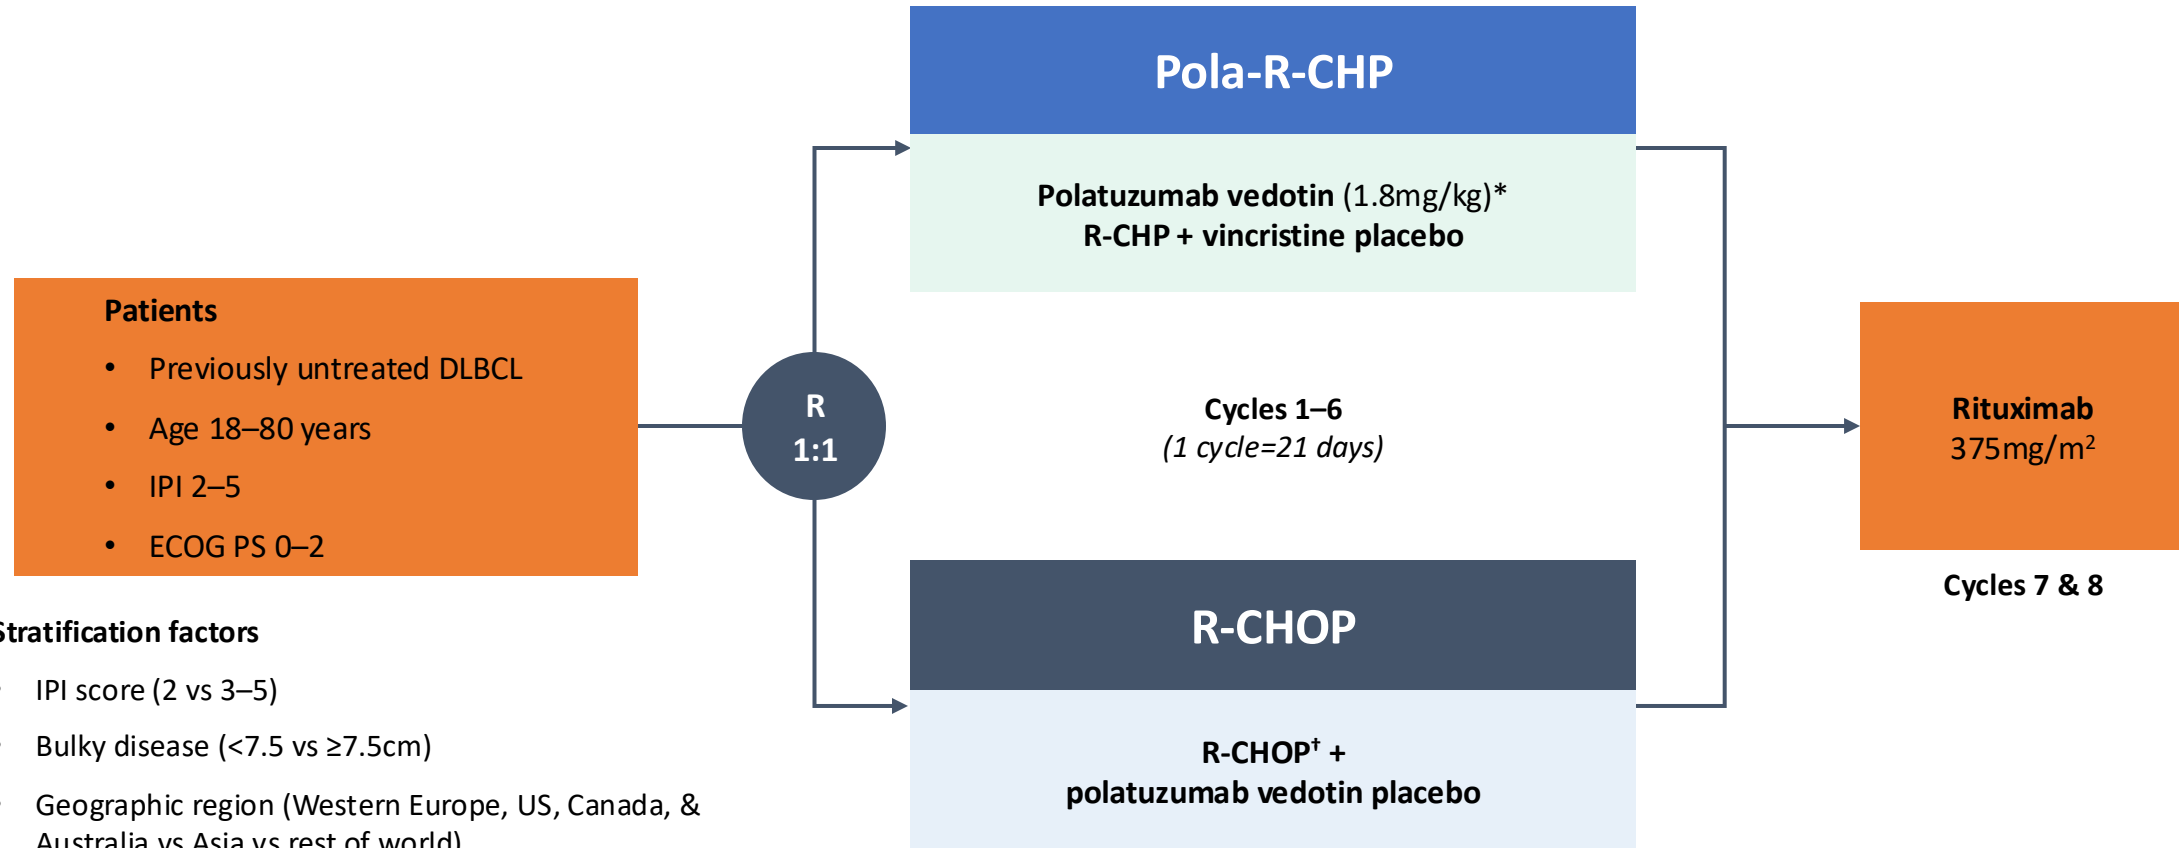 Pola-R-CHP
Polatuzumab vedotin (1.8mg/kg)*
R-CHP + vincristine placebo
Patients
• Previously untreated DLBCL
• Age 18–80 years
• IPI 2–5
• ECOG PS 0–2
R
1:1
Cycles 1–6
(1 cycle=21 days)
Rituximab
375mg/m²
Cycles 7 & 8
Stratification factors
• IPI score (2 vs 3–5)
• Bulky disease (<7.5 vs ≥7.5cm)
• Geographic region (Western Europe, US, Canada, &
Australia vs Asia vs rest of world)
R-CHOP
R-CHOP† +
polatuzumab vedotin placebo